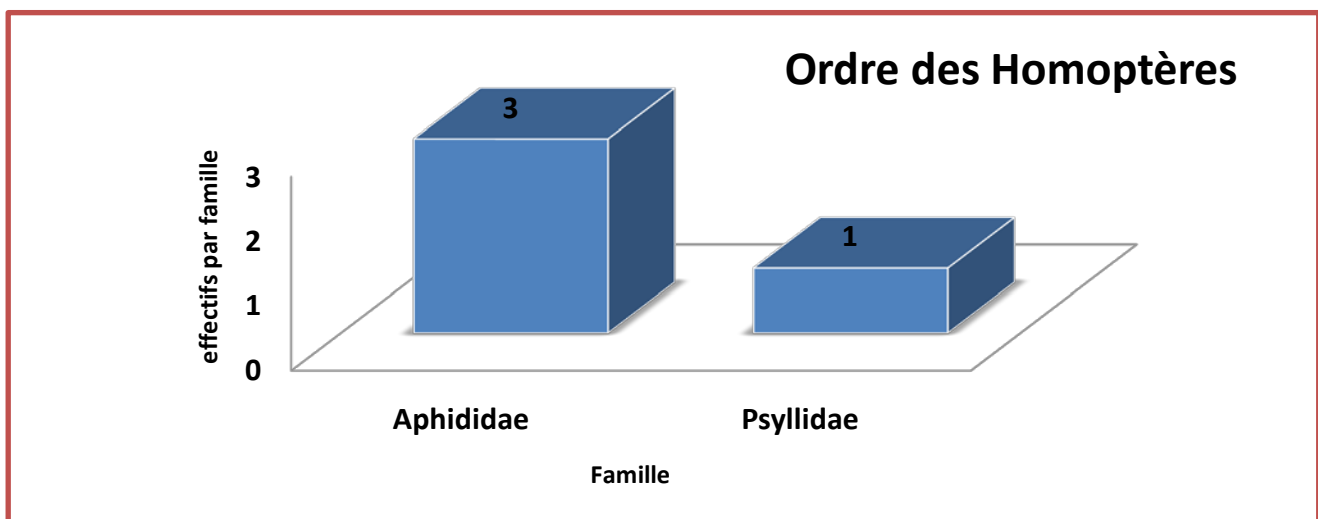 Ordre des Homoptères
3
1
effectifs par famille
3
2
1
0
Aphididae
Psyllidae
Famille